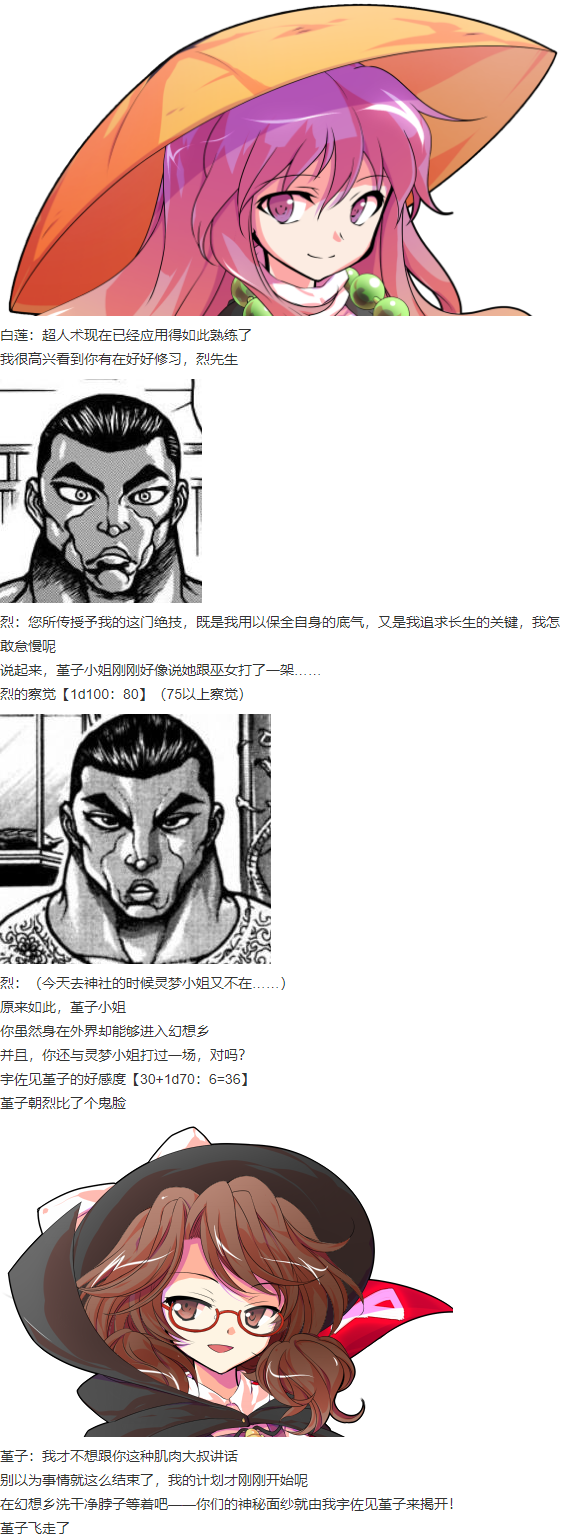 白莲：超人术现在已经应用得如此熟练了
我很高兴看到你有在好好修习，烈先生
烈：您所传授予我的这门绝技，既是我用以保全自身的底气，又是我追求长生的关键，我怎
敢怠慢呢
说起来，堇子小姐刚刚好像说她跟巫女打了一架……
烈的察觉【1d100：80】（75以上察觉）
烈：（今天去神社的时候灵梦小姐又不在……）
原来如此，堇子小姐
你虽然身在外界却能够进入幻想乡
并且，你还与灵梦小姐打过一场，对吗？
宇佐见堇子的好感度【30+1d70：6=36】
堇子朝烈比了个鬼脸
堇子：我才不想跟你这种肌肉大叔讲话
别以为事情就这么结束了，我的计划才刚刚开始呢
在幻想乡洗干净脖子等着吧——你们的神秘面纱就由我宇佐见堇子来揭开！
堇子飞走了